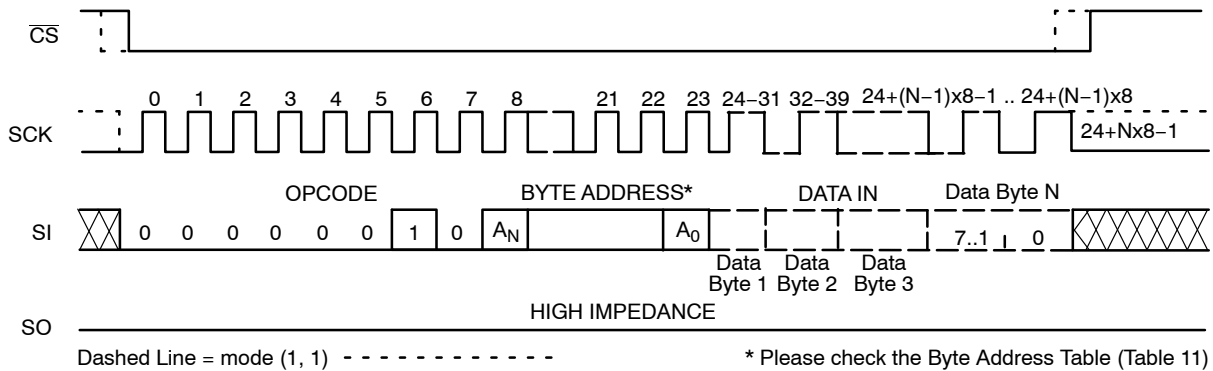 CS
0 1 2 3 4 5 6 7 8 21 22 23 24–31 32–39 24+(N–1)x8–1 .. 24+(N–1)x8
SCK
24+Nx8–1
OPCODE BYTE ADDRESS* DATA IN Data Byte N
SI 0 0 0 0 0 0 1 0 AN A0 7..1 0
Data Byte 1
Data Byte 2
Data Byte 3
HIGH IMPEDANCE
SO
Dashed Line = mode (1, 1) * Please check the Byte Address Table (Table 11)